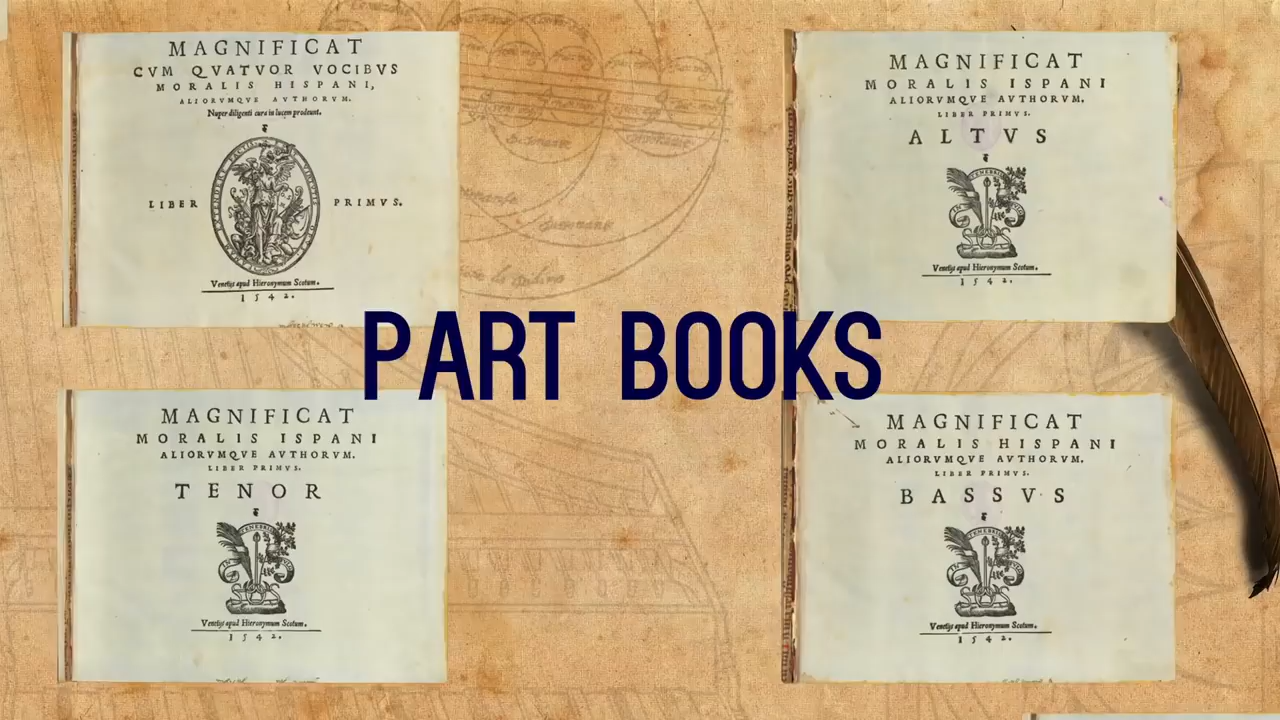 MAGNIFICAT
CVM QVATVOR VOCIBVS
MORALIS HISPANI,
ALIORVMQVE AVTHORVM.
Nuper diligenti cura in lucem prodeunt.
LIBER PRIMVS.
Venetijs apud Hieronymum Scotum.
1542.
MAGNIFICAT
MORALIS ISPANI
ALIORVMQVE AVTHORVM.
LIBER PRIMVS.
ALTVS
Venetijs apud Hieronymum Scotum.
1542.
PART BOOKS
MAGNIFICAT
MORALIS ISPANI
ALIORVMQVE AVTHORVM.
LIBER PRIMVS.
TENOR
Venetijs apud Hieronymum Scotum.
1542.
MAGNIFICAT
MORALIS HISPANI
ALIORVMQVE AVTHORVM.
LIBER PRIMVS.
BASSVS
Venetijs apud Hieronymum Scotum.
1542.